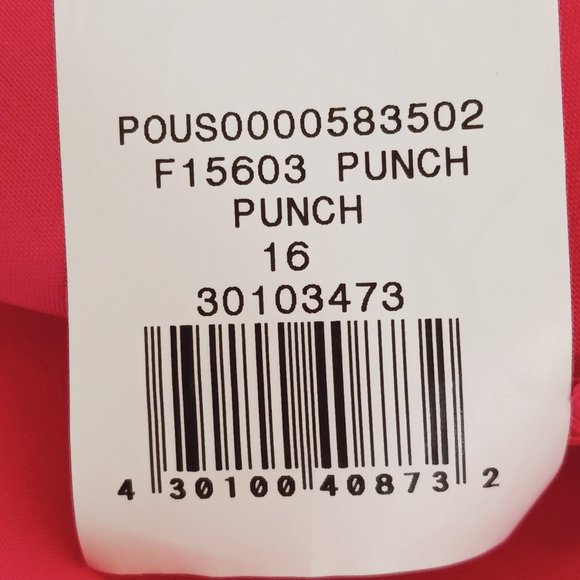 POUS0000583502
F15603 PUNCH
PUNCH
16
30103473
4 30100 40873 2